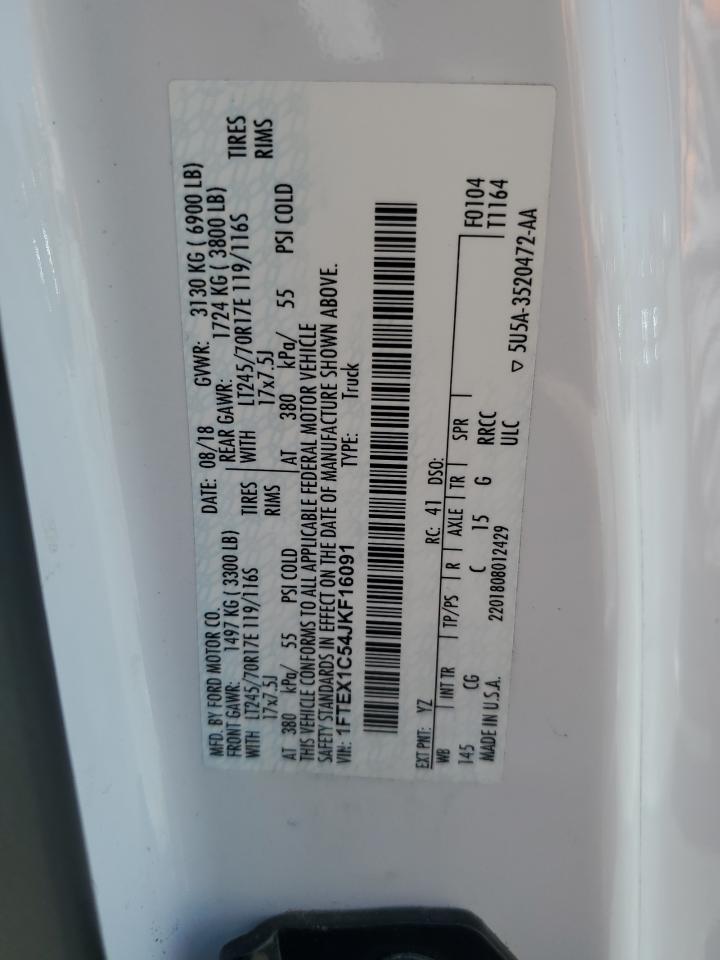 MFD. BY FORD MOTOR CO.
DATE: 08/18 GVWR: 3130 KG ( 6900 LB)
FRONT GAWR: 1497 KG (3300 LB) REAR GAWR: 1724 KG ( 3800 LB)
WITH LT245/70R17E 119/116S TIRES WITH LT245/70R17E 119/116S TIRES
17x7.5J RIMS 17x7.5J RIMS
AT 380 kPa/ 55 PSI COLD AT 380 kPa/ 55 PSI COLD
THIS VEHICLE CONFORMS TO ALL APPLICABLE FEDERAL MOTOR VEHICLE
SAFETY STANDARDS IN EFFECT ON THE DATE OF MANUFACTURE SHOWN ABOVE.
VIN: 1FTEX1C54JKF16091 TYPE: Truck
EXT PNT: YZ RC: 41 DSO: F0104
WB INT TR TP/PS R AXLE TR SPR T1164
145 CG C 15 G RRCC
MADE IN U.S.A. 2201808012429 ULC ▽ 5U5A-3520472-AA